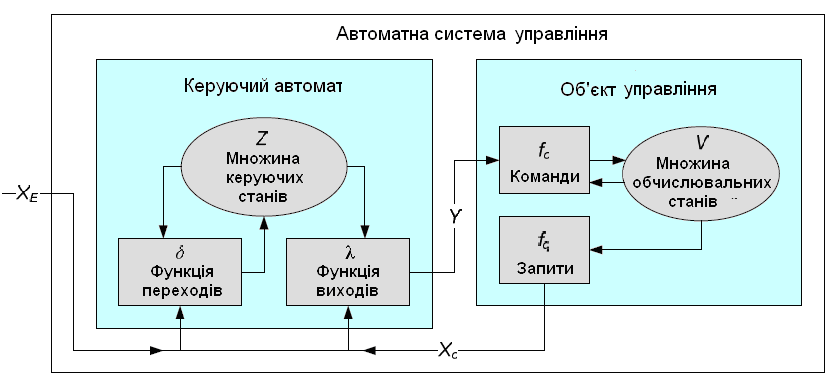 Автоматна система управління
Керуючий автомат
Об'єкт управління
Z
Множина
керуючих
станів
δ
Функція
переходів
λ
Функція
виходів
X_E
Y
f_c
Команди
V
Множина
обчислювальних
станів
f_q
Запити
X_c